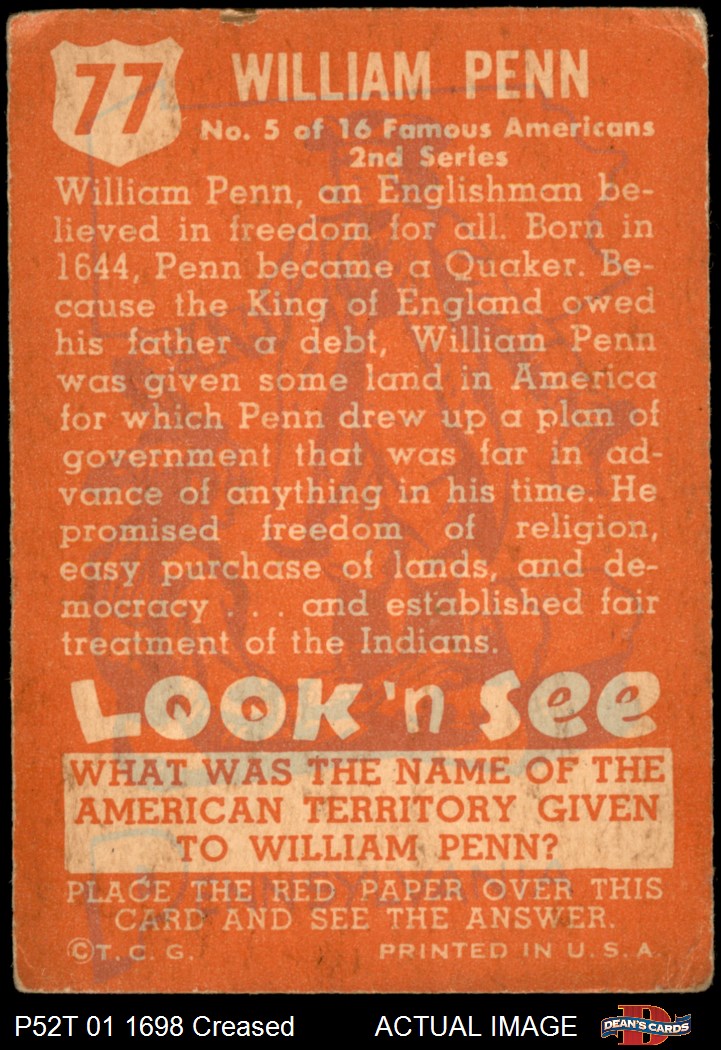 77
WILLIAM PENN
No. 5 of 16 Famous Americans
2nd Series
William Penn, an Englishman be-
lieved in freedom for all. Born in
1644, Penn became a Quaker. Be-
cause the King of England owed
his father a debt, William Penn
was given some land in America
for which Penn drew up a plan of
government that was far in ad-
vance of anything in his time. He
promised freedom of religion,
easy purchase of lands, and de-
mocracy . . . and established fair
treatment of the Indians.
LOOK 'n See
WHAT WAS THE NAME OF THE
AMERICAN TERRITORY GIVEN
TO WILLIAM PENN?
PENNSYLVANIA
PLACE THE RED PAPER OVER THIS
CARD AND SEE THE ANSWER.
©T. C. G. PRINTED IN U. S. A.
P52T 01 1698 Creased ACTUAL IMAGE D DEAN'S CARDS